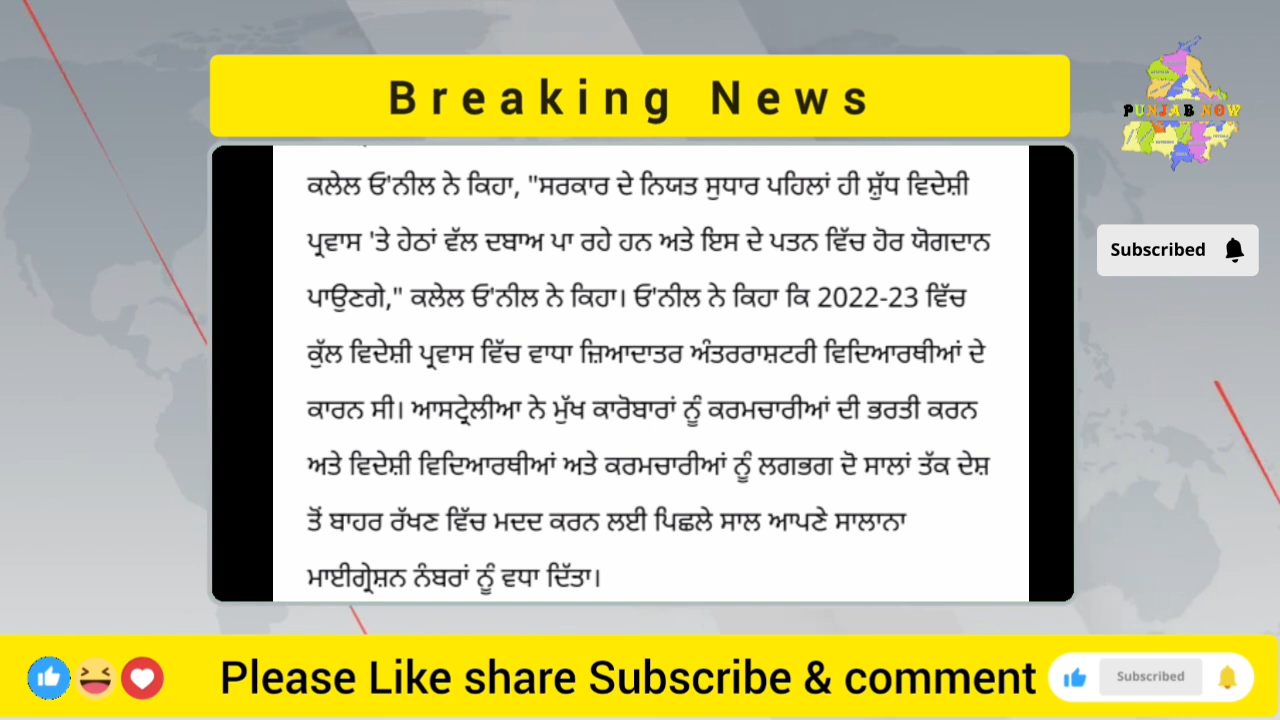 Breaking News
PUNJAB NOW
ਕਲੇਲ ਓ'ਨੀਲ ਨੇ ਕਿਹਾ, "ਸਰਕਾਰ ਦੇ ਨਿਯਤ ਸੁਧਾਰ ਪਹਿਲਾਂ ਹੀ ਸ਼ੁੱਧ ਵਿਦੇਸ਼ੀ
ਪ੍ਰਵਾਸ 'ਤੇ ਹੇਠਾਂ ਵੱਲ ਦਬਾਅ ਪਾ ਰਹੇ ਹਨ ਅਤੇ ਇਸ ਦੇ ਪਤਨ ਵਿੱਚ ਹੋਰ ਯੋਗਦਾਨ
ਪਾਉਣਗੇ," ਕਲੇਲ ਓ'ਨੀਲ ਨੇ ਕਿਹਾ। ਓ'ਨੀਲ ਨੇ ਕਿਹਾ ਕਿ 2022-23 ਵਿੱਚ
ਕੁੱਲ ਵਿਦੇਸ਼ੀ ਪ੍ਰਵਾਸ ਵਿੱਚ ਵਾਧਾ ਜ਼ਿਆਦਾਤਰ ਅੰਤਰਰਾਸ਼ਟਰੀ ਵਿਦਿਆਰਥੀਆਂ ਦੇ
ਕਾਰਨ ਸੀ। ਆਸਟ੍ਰੇਲੀਆ ਨੇ ਮੁੱਖ ਕਾਰੋਬਾਰਾਂ ਨੂੰ ਕਰਮਚਾਰੀਆਂ ਦੀ ਭਰਤੀ ਕਰਨ
ਅਤੇ ਵਿਦੇਸ਼ੀ ਵਿਦਿਆਰਥੀਆਂ ਅਤੇ ਕਰਮਚਾਰੀਆਂ ਨੂੰ ਲਗਭਗ ਦੋ ਸਾਲਾਂ ਤੱਕ ਦੇਸ਼
ਤੋਂ ਬਾਹਰ ਰੱਖਣ ਵਿੱਚ ਮਦਦ ਕਰਨ ਲਈ ਪਿਛਲੇ ਸਾਲ ਆਪਣੇ ਸਾਲਾਨਾ
ਮਾਈਗ੍ਰੇਸ਼ਨ ਨੰਬਰਾਂ ਨੂੰ ਵਧਾ ਦਿੱਤਾ।
Subscribed
Please Like share Subscribe & comment
Subscribed